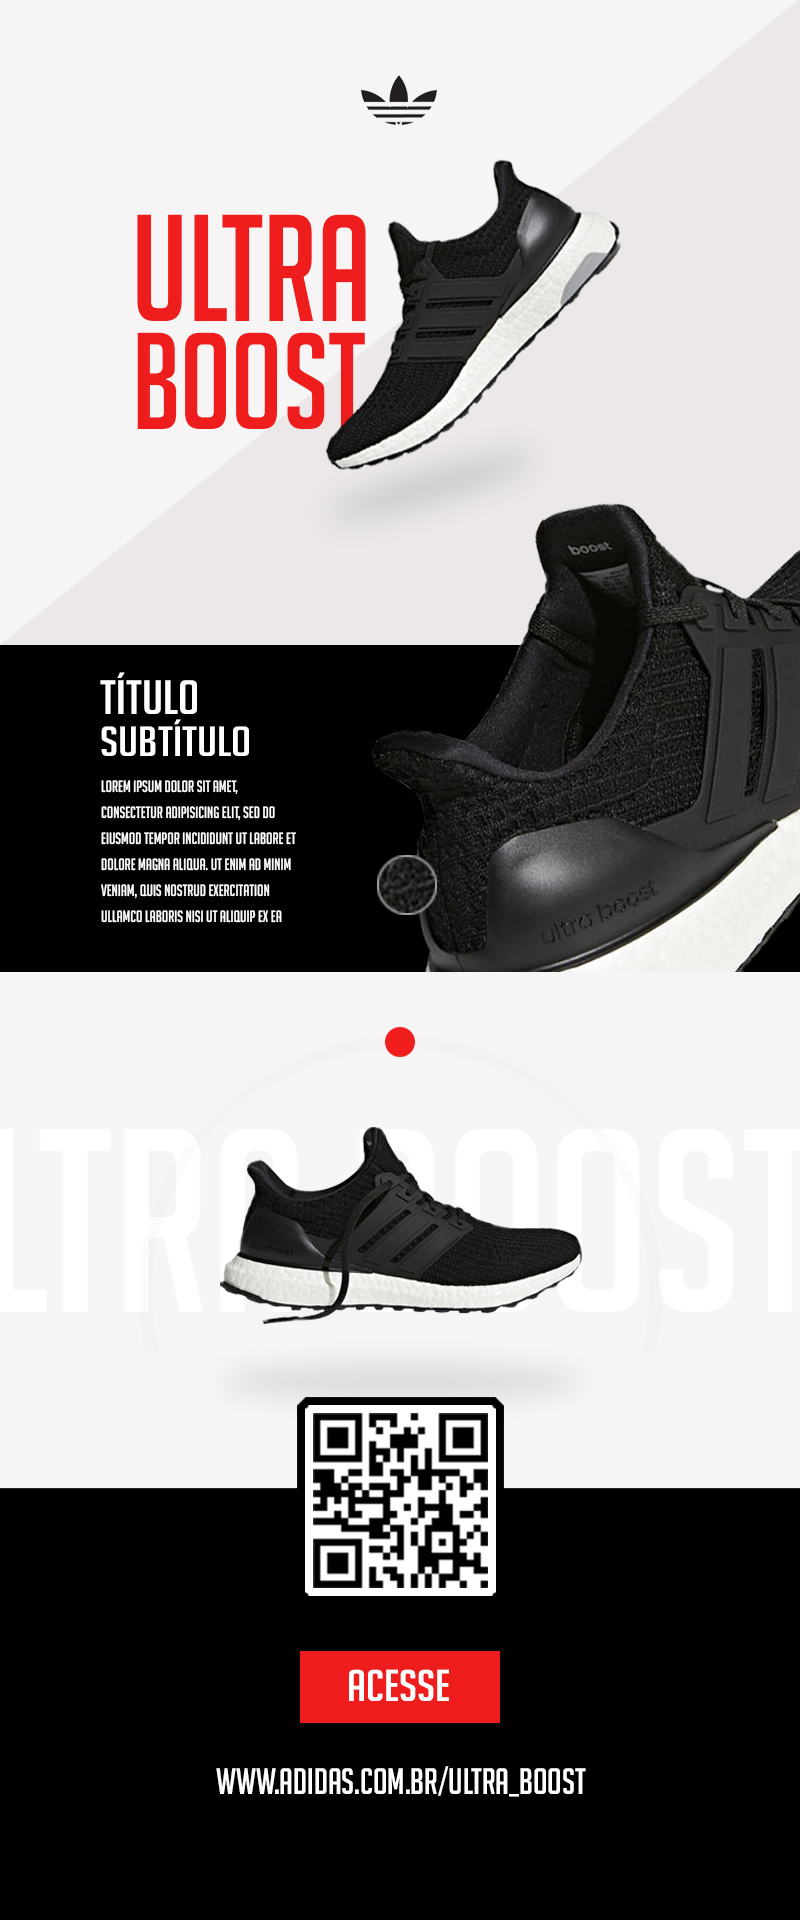 ULTRA
BOOST
boost
TÍTULO
SUBTÍTULO
LOREM IPSUM DOLOR SIT AMET,
CONSECTETUR ADIPISICING ELIT, SED DO
EIUSMOD TEMPOR INCIDIDUNT UT LABORE ET
DOLORE MAGNA ALIQUA. UT ENIM AD MINIM
VENIAM, QUIS NOSTRUD EXERCITATION
ULLAMCO LABORIS NISI UT ALIQUIP EX EA
ultra boost
LTRA BOOST
ACESSE
WWW.ADIDAS.COM.BR/ULTRA_BOOST